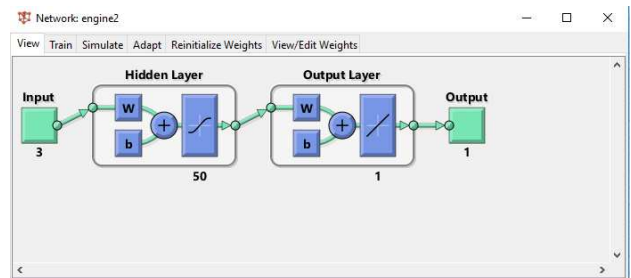 Network: engine2
View Train Simulate Adapt Reinitialize Weights View/Edit Weights
Hidden Layer Output Layer
Input Output
W W
b b
3 1
50 1